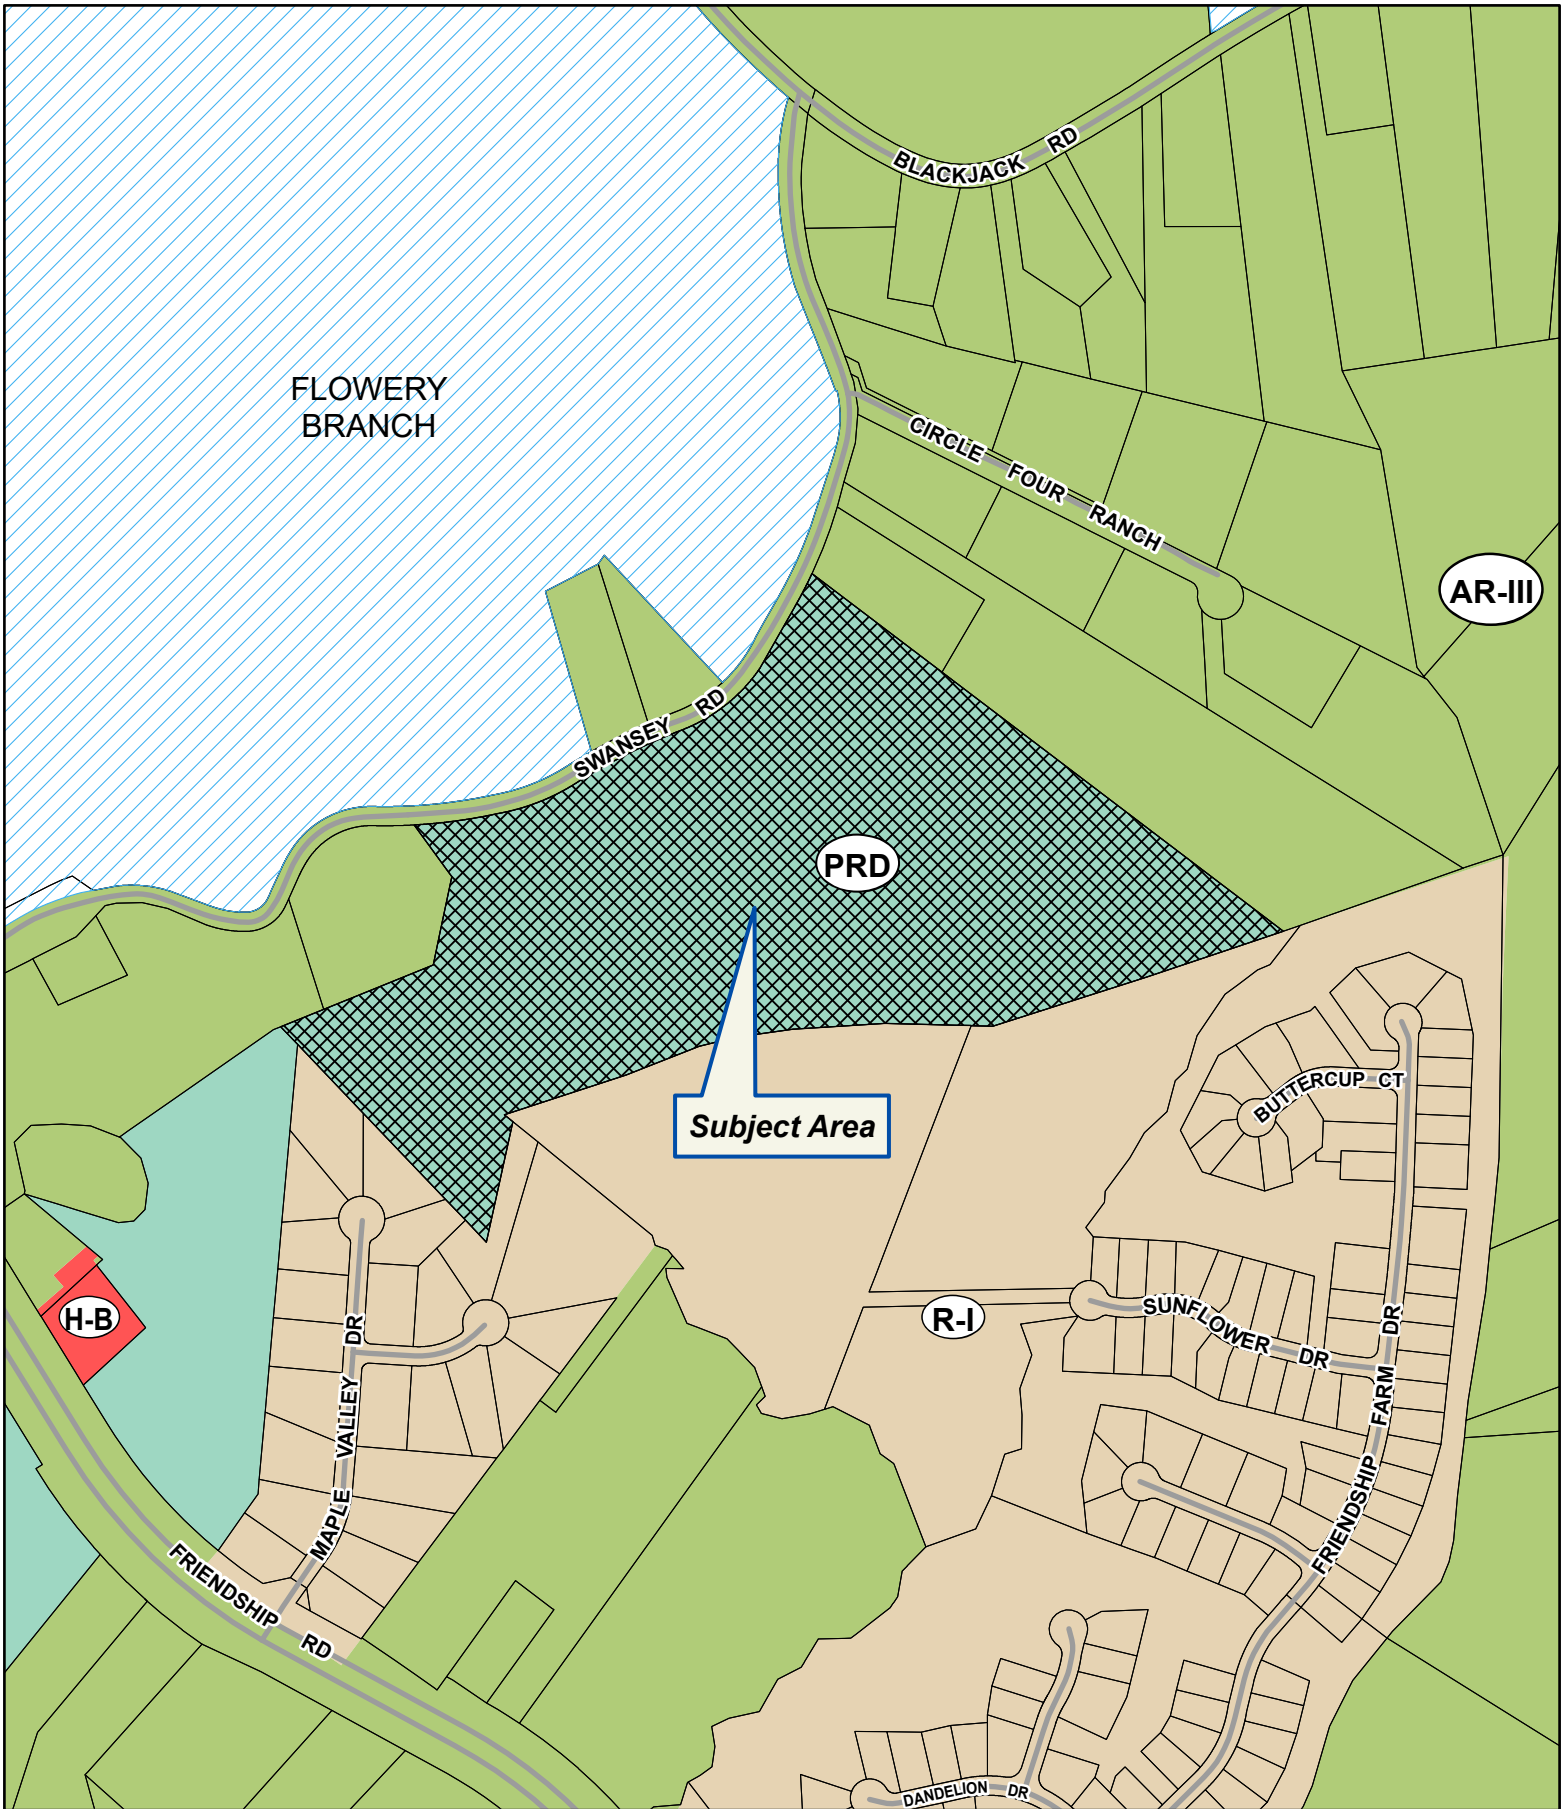 BLACKJACK RD
FLOWERY
BRANCH
CIRCLE FOUR RANCH
AR-III
SWANSEY RD
PRD
BUTTERCUP CT
Subject Area
H-B
R-I
SUNFLOWER DR
MAPLE VALLEY DR
FRIENDSHIP FARM DR
FRIENDSHIP RD
DANDELION DR